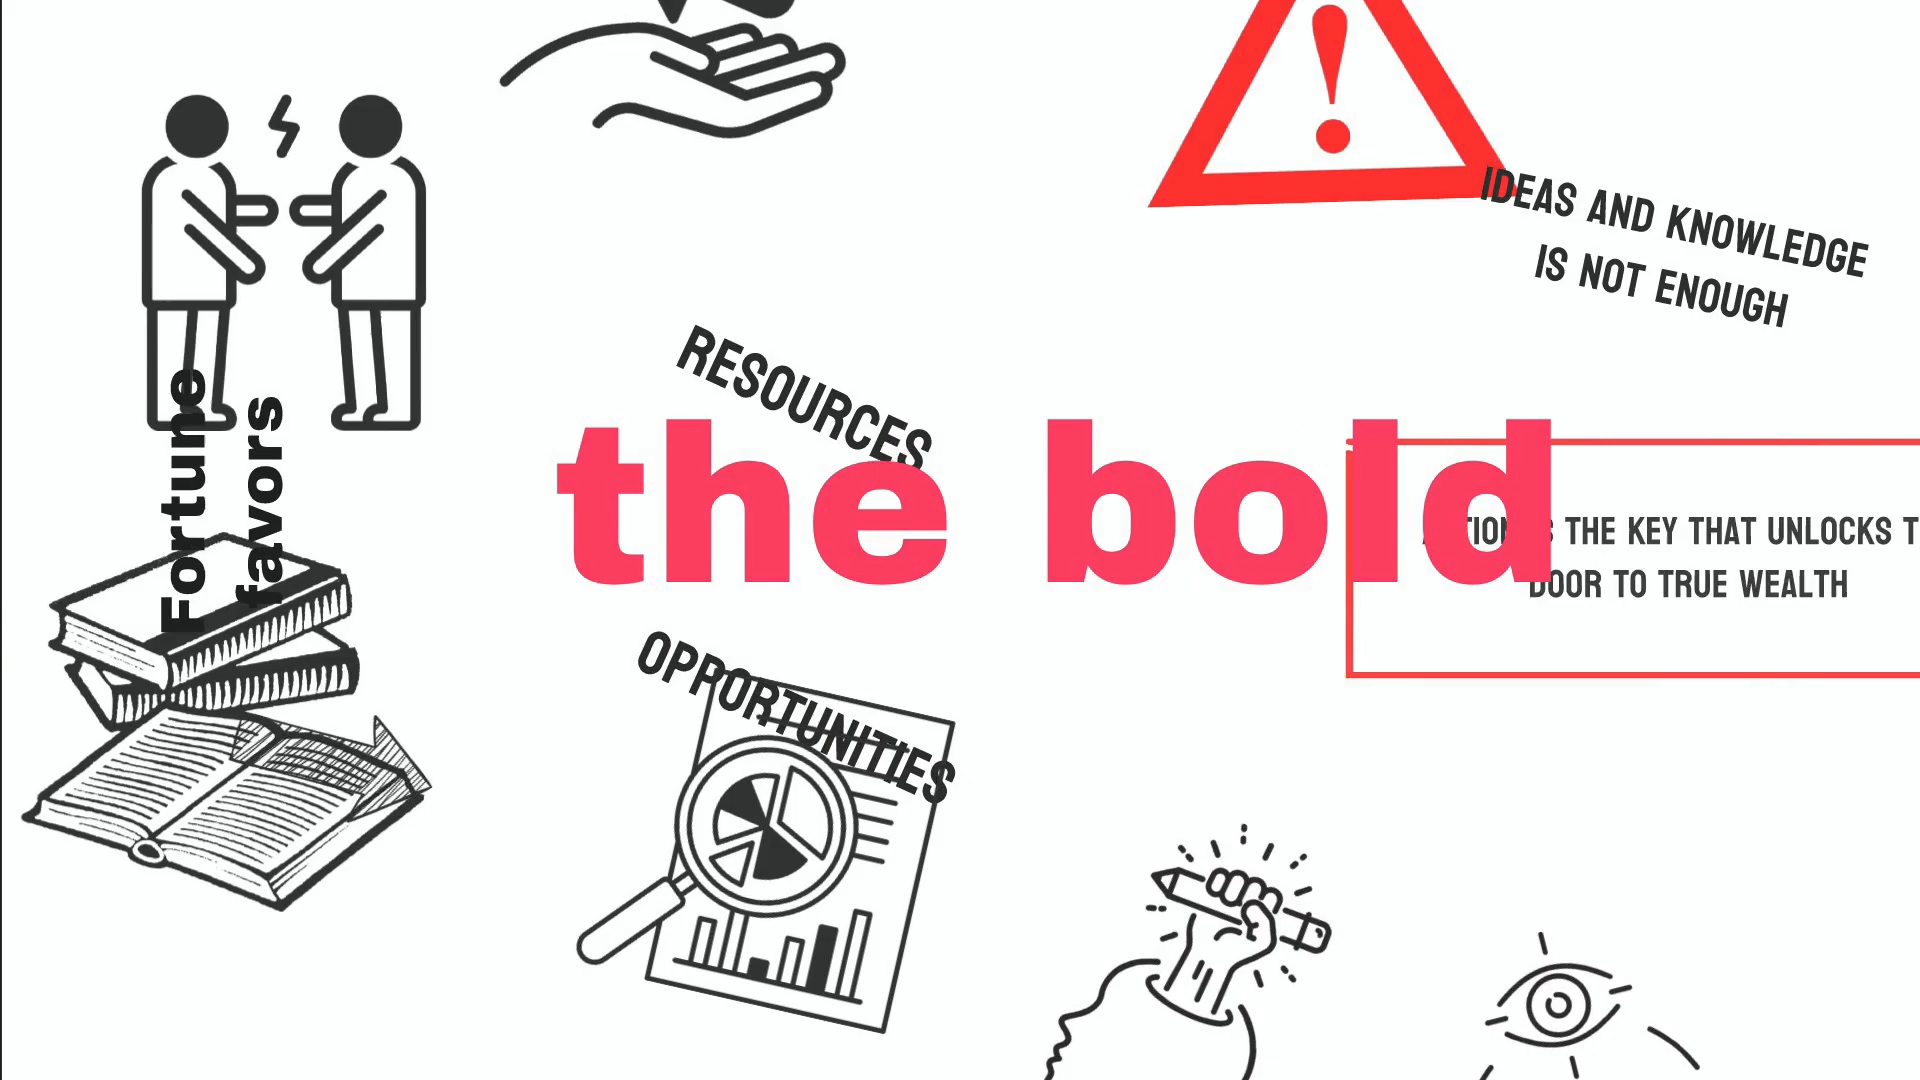 IDEAS AND KNOWLEDGE
IS NOT ENOUGH
RESOURCES
Fortune
favors
the bold
THE KEY THAT UNLOCKS
DOOR TO TRUE WEALTH
OPPORTUNITIES